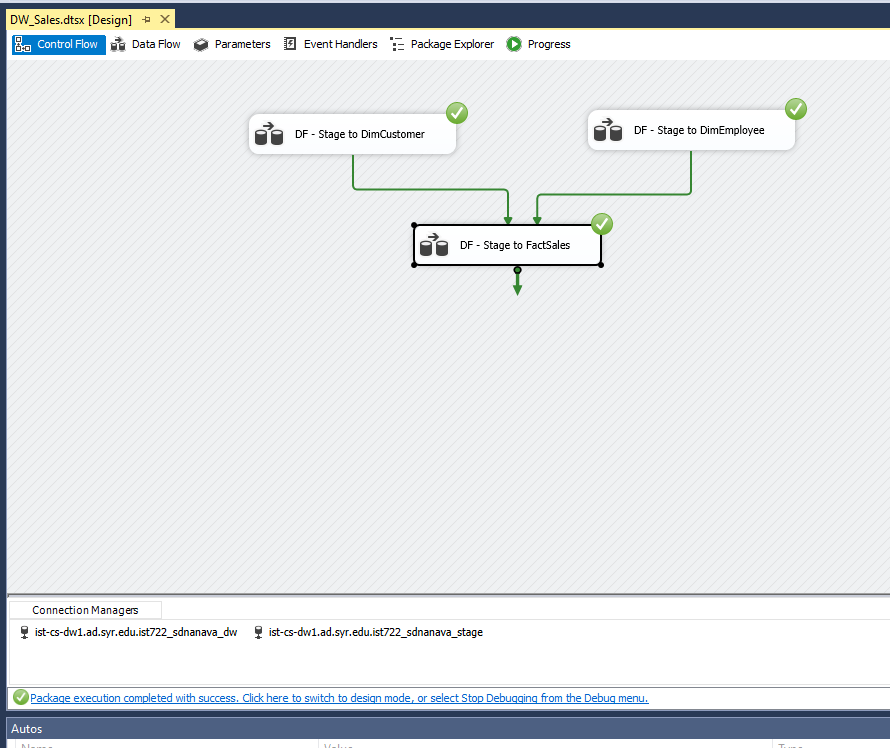 DW_Sales.dtsx [Design]
Control Flow Data Flow Parameters Event Handlers Package Explorer Progress
DF - Stage to DimCustomer
DF - Stage to DimEmployee
DF - Stage to FactSales
Connection Managers
ist-cs-dw1.ad.syr.edu.ist722_sdnanava_dw ist-cs-dw1.ad.syr.edu.ist722_sdnanava_stage
Package execution completed with success. Click here to switch to design mode, or select Stop Debugging from the Debug menu.
Autos
Name Value Type